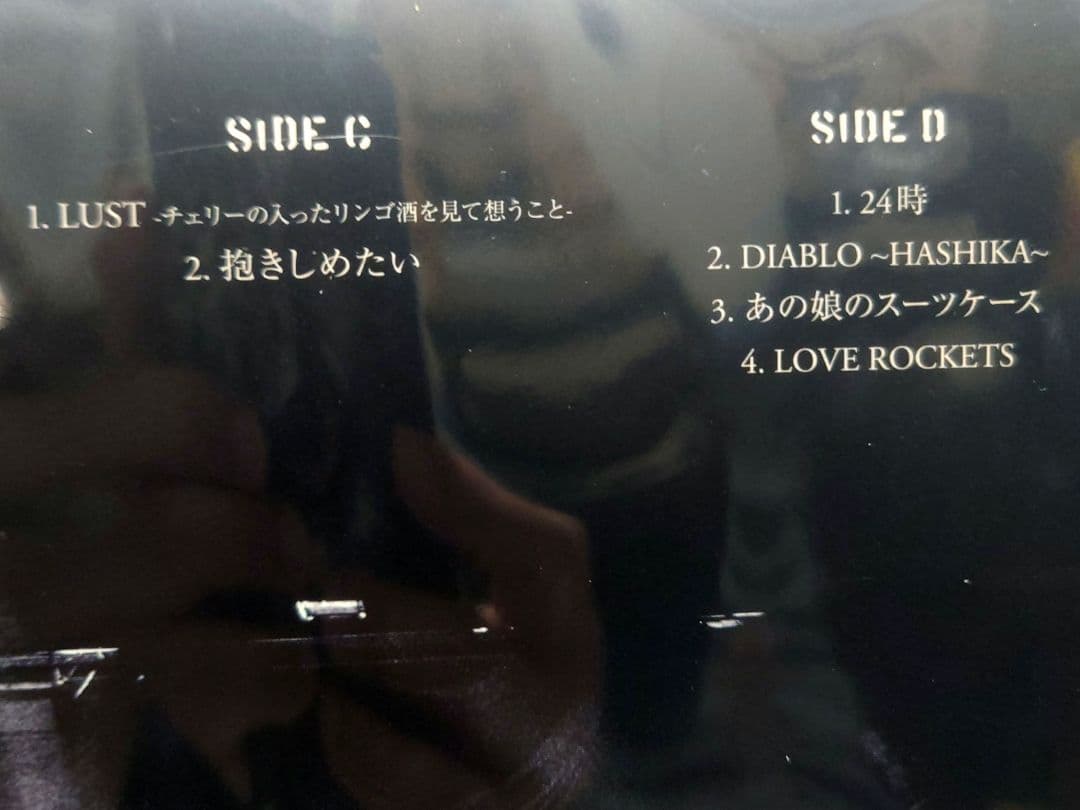 SIDE C
1. LUST -チェリーの入ったリンゴ酒を見て想うこと-
2. 抱きしめたい
SIDE D
1. 24時
2. DIABLO ~HASHIKA~
3. あの娘のスーツケース
4. LOVE ROCKETS